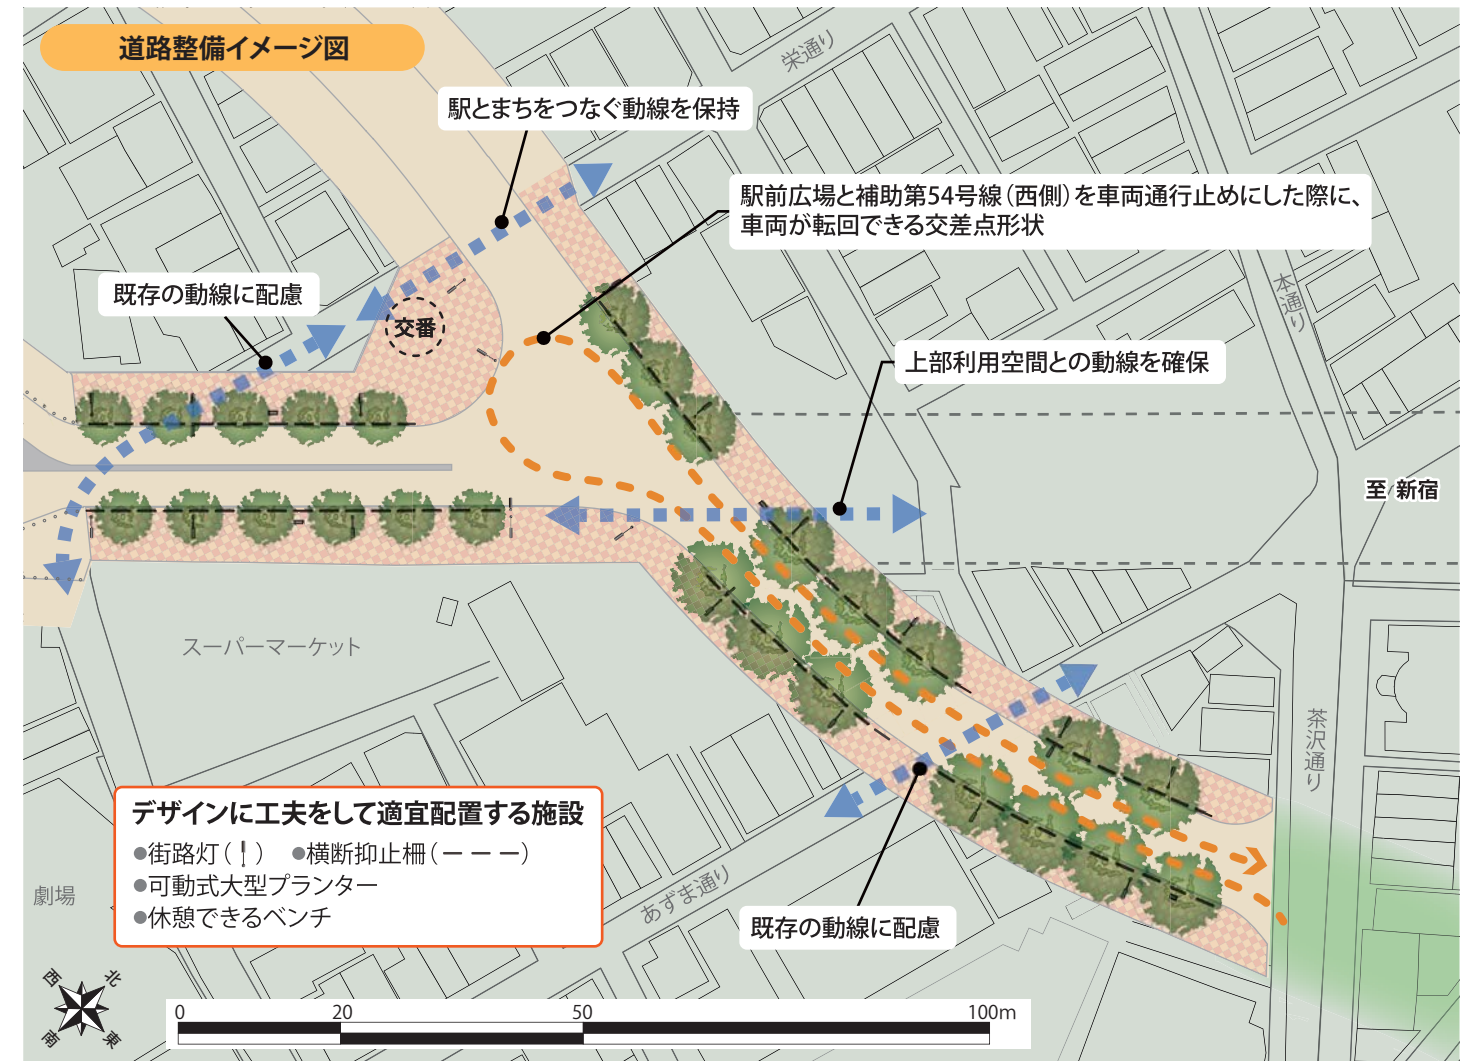 道路整備イメージ図
栄通り
駅とまちをつなぐ動線を保持
駅前広場と補助第54号線（西側）を車両通行止めにした際に、
車両が転回できる交差点形状
既存の動線に配慮
本通り
交番
上部利用空間との動線を確保
至 新宿
スーパーマーケット
茶沢通り
デザインに工夫をして適宜配置する施設
●街路灯（ ） ●横断抑止柵（ーーー）
●可動式大型プランター
●休憩できるベンチ
劇場
あずま通り
既存の動線に配慮
西 北
南 東
0 20 50 100m